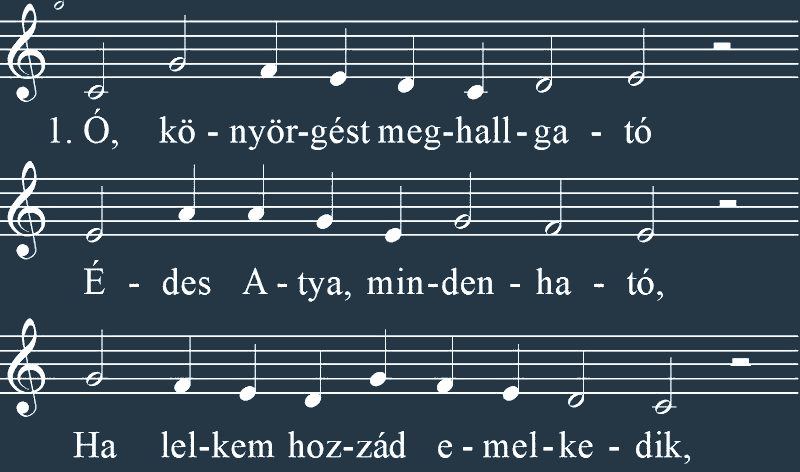 1. Ó, kö - nyör-gést meg-hall-ga - tó
É - des A - tya, min-den - ha - tó,
Ha lel-kem hoz-zád e - mel-ke - dik,